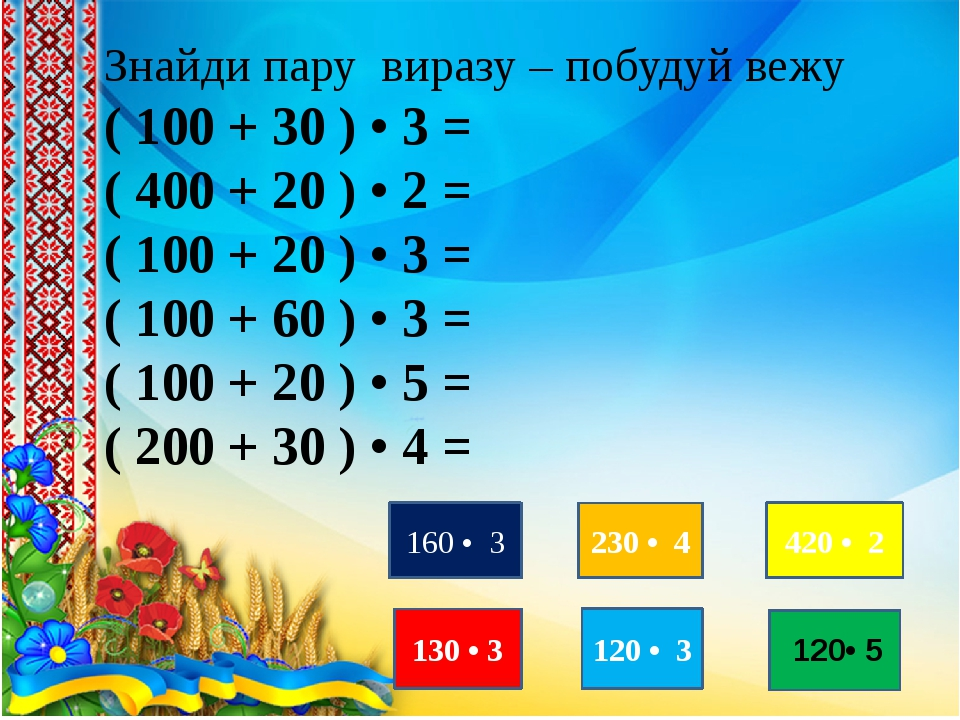 Знайди пару виразу – побудуй вежу
( 100 + 30 ) • 3 =
( 400 + 20 ) • 2 =
( 100 + 20 ) • 3 =
( 100 + 60 ) • 3 =
( 100 + 20 ) • 5 =
( 200 + 30 ) • 4 =
160 • 3
230 • 4
420 • 2
130 • 3
120 • 3
120• 5